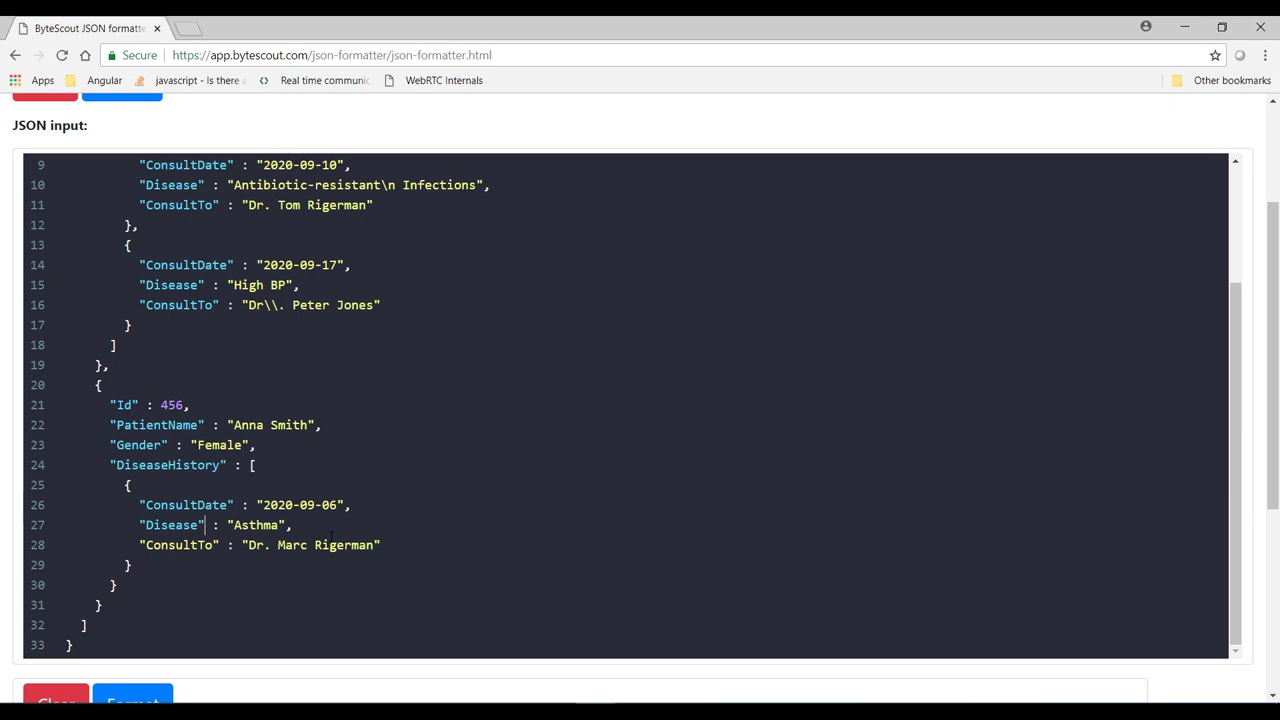 ByteScout JSON formatte
Secure https://app.bytescout.com/json-formatter/json-formatter.html
Apps Angular javascript - Is there Real time communic WebRTC Internals Other bookmarks
JSON input:
9 "ConsultDate" : "2020-09-10",
10 "Disease" : "Antibiotic-resistant\n Infections",
11 "ConsultTo" : "Dr. Tom Rigerman"
12 },
13 {
14 "ConsultDate" : "2020-09-17",
15 "Disease" : "High BP",
16 "ConsultTo" : "Dr\\. Peter Jones"
17 }
18 ]
19 },
20 {
21 "Id" : 456,
22 "PatientName" : "Anna Smith",
23 "Gender" : "Female",
24 "DiseaseHistory" : [
25 {
26 "ConsultDate" : "2020-09-06",
27 "Disease" : "Asthma",
28 "ConsultTo" : "Dr. Marc Rigerman"
29 }
30 }
31 }
32 ]
33 }
Clear Format